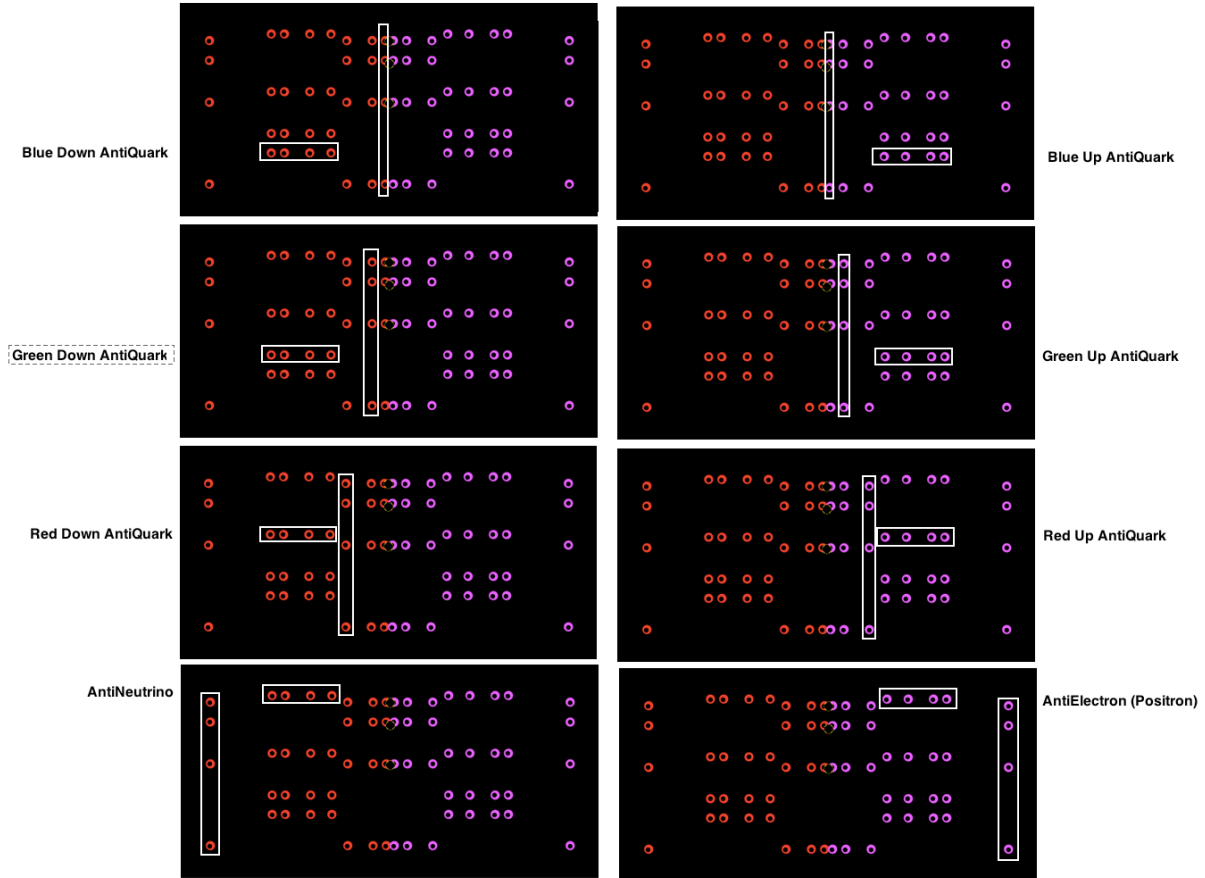 Blue Down AntiQuark
Blue Up AntiQuark
Green Down AntiQuark
Green Up AntiQuark
Red Down AntiQuark
Red Up AntiQuark
AntiNeutrino
AntiElectron (Positron)